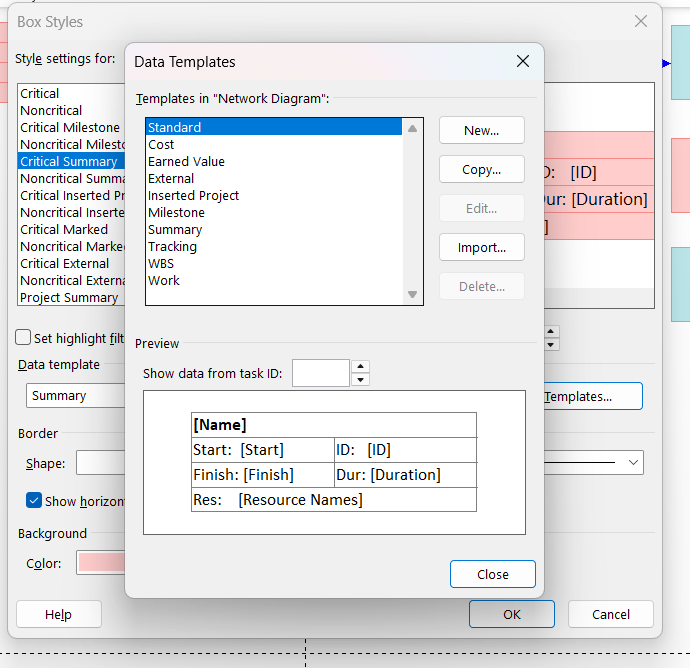 Box Styles
Style settings for:
Critical
Noncritical
Critical Milestone
Noncritical Milesto
Critical Summary
Noncritical Summa
Critical Inserted Pr
Noncritical Inserte
Critical Marked
Noncritical Marked
Critical External
Noncritical Externa
Project Summary
D: [ID]
ur: [Duration]
]
Set highlight filt
Data template
Summary
Templates...
Border
Shape:
Show horizon
Background
Color:
Help
OK
Cancel
Data Templates
Templates in "Network Diagram":
Standard
Cost
Earned Value
External
Inserted Project
Milestone
Summary
Tracking
WBS
Work
New...
Copy...
Edit...
Import...
Delete...
Preview
Show data from task ID:
[Name]
Start: [Start] ID: [ID]
Finish: [Finish] Dur: [Duration]
Res: [Resource Names]
Close